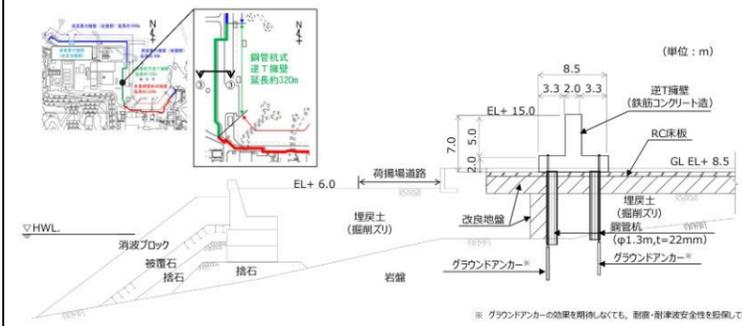 N
N
鋼管杭式
逆T擁壁
延長約320m
(単位：m)
8.5
3.3 2.0 3.3
逆T擁壁
(鉄筋コンクリート造)
EL+ 15.0
7.0
5.0
2.0
RC床板
GL EL+ 8.5
荷揚場道路
EL+ 6.0
埋戻土
(掘削ズリ)
改良地盤
埋戻土
(掘削ズリ)
鋼管杭
(φ1.3m,t=22mm)
▽HWL.
消波ブロック
被覆石
捨石
捨石
岩盤
グラウンドアンカー※
グラウンドアンカー※
※ グラウンドアンカーの効果を期待しなくても，耐震・耐津波安全性を担保して